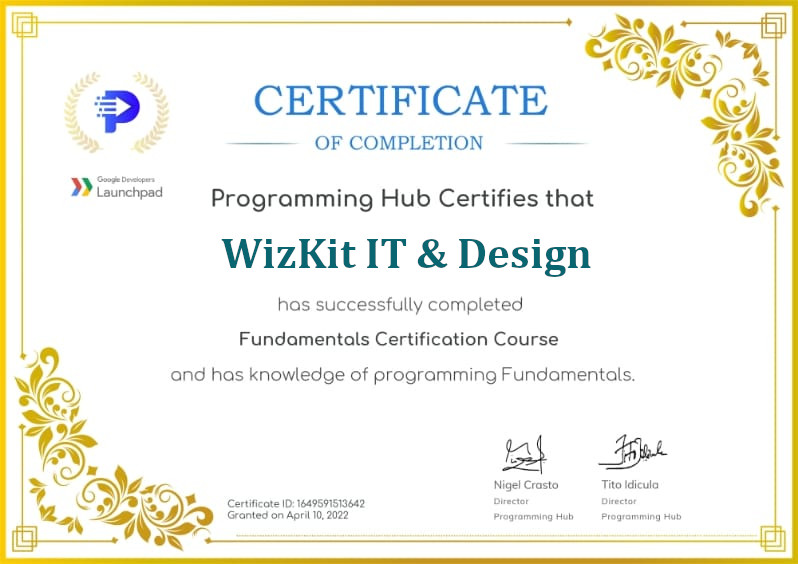 CERTIFICATE
OF COMPLETION
Google Developers
Launchpad
Programming Hub Certifies that
WizKit IT & Design
has successfully completed
Fundamentals Certification Course
and has knowledge of programming Fundamentals.
Nigel Crasto
Director
Programming Hub
Tito Idicula
Director
Programming Hub
Certificate ID: 1649591513642
Granted on April 10, 2022